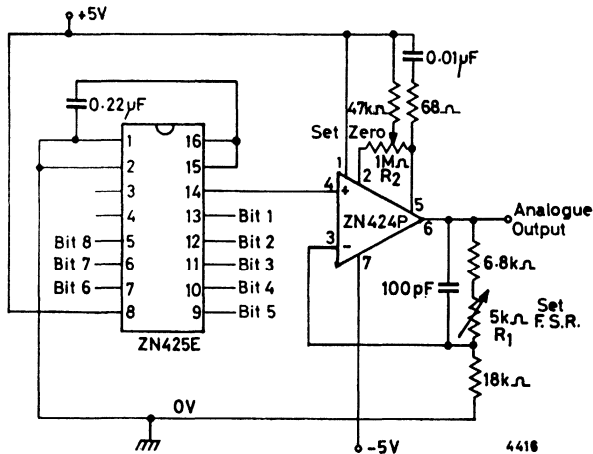 +5V
0.01μF
0.22μF
47kΩ
68Ω
Set Zero
1MΩ
R2
1
2
3
4
5
6
7
8
16
15
14
13
12
11
10
9
Bit 8
Bit 7
Bit 6
Bit 1
Bit 2
Bit 3
Bit 4
Bit 5
ZN425E
1
2
4
+
ZN424P
5
6
3
-
7
Analogue
Output
6.8kΩ
100pF
5kΩ
R1
Set
F.S.R.
18kΩ
0V
-5V
4416